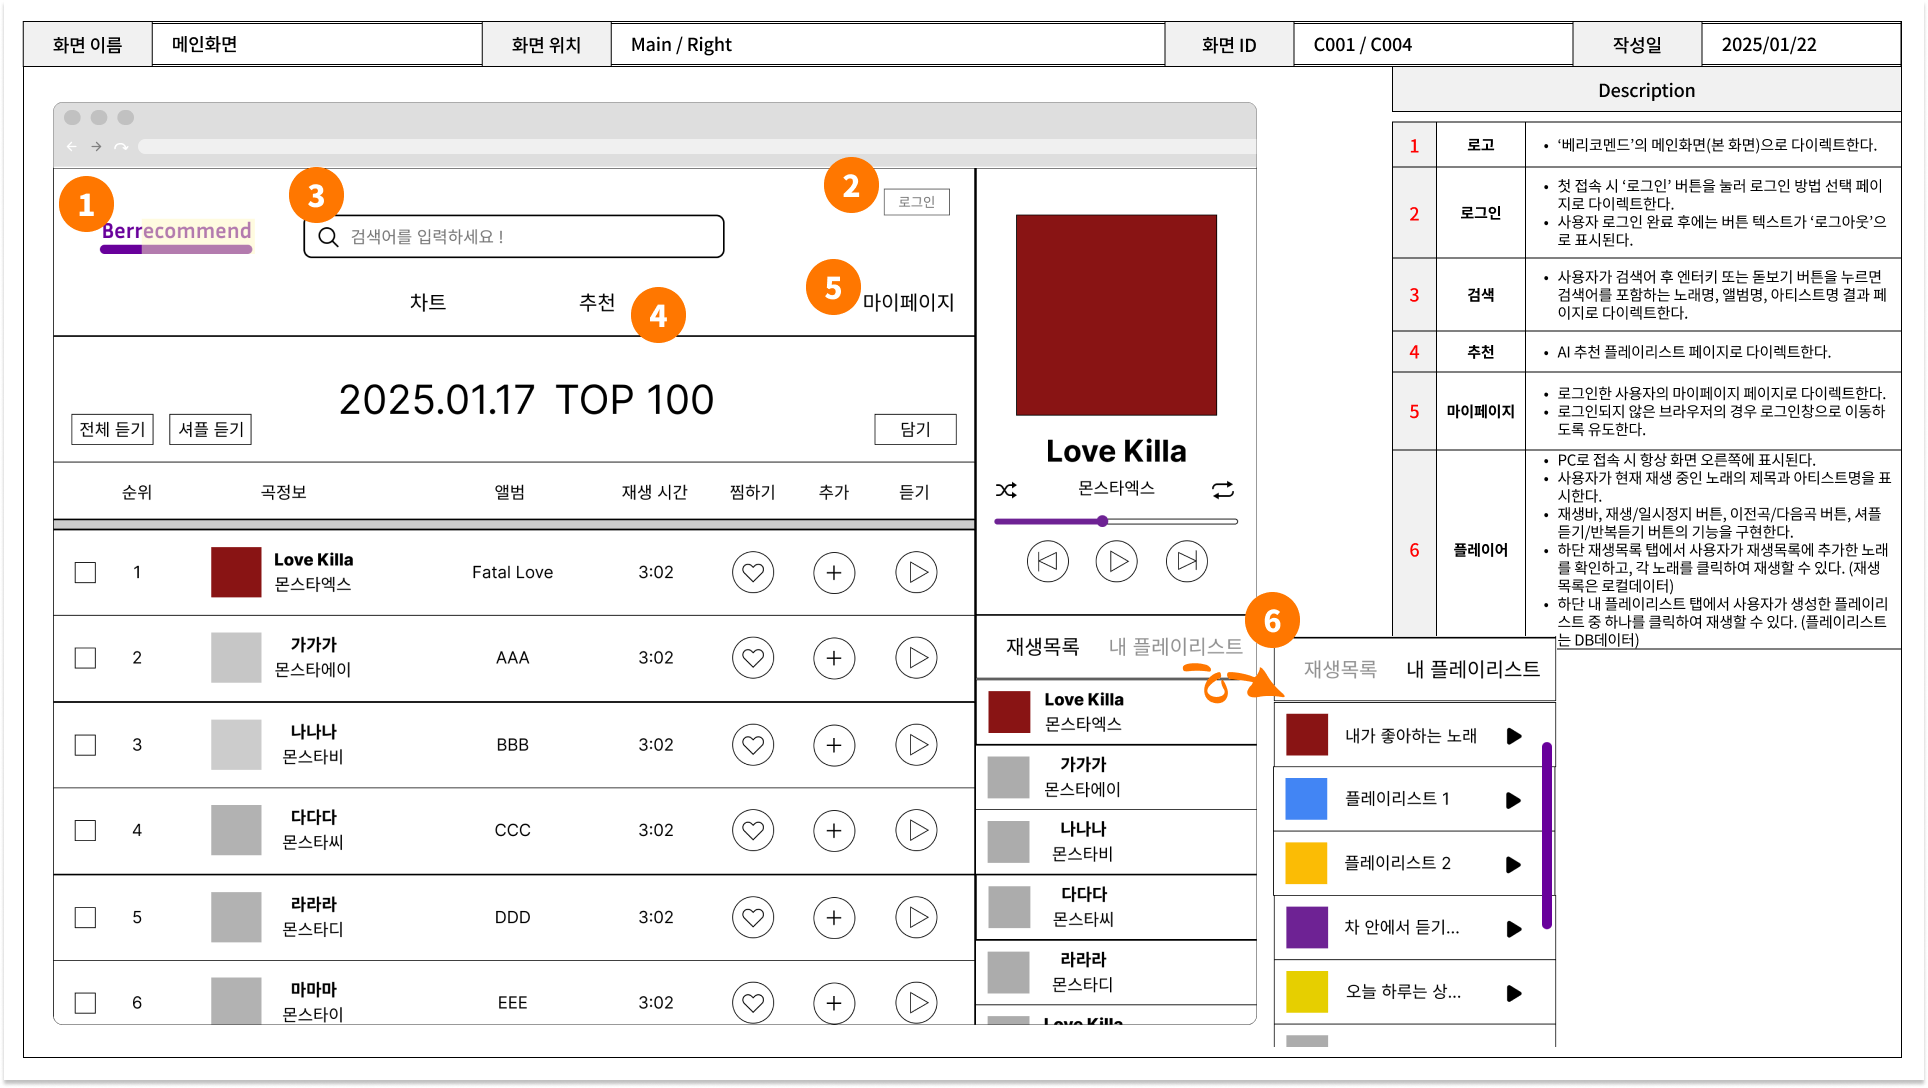 화면 이름
메인화면
화면 위치
Main / Right
화면 ID
C001 / C004
작성일
2025/01/22
1
Berrecommend
3
검색어를 입력하세요 !
2
로그인
차트
추천
4
5
마이페이지
2025.01.17 TOP 100
전체 듣기
셔플 듣기
담기
순위
곡정보
앨범
재생 시간
찜하기
추가
듣기
1
Love Killa
몬스타엑스
Fatal Love
3:02
2
가가가
몬스타에이
AAA
3:02
3
나나나
몬스타비
BBB
3:02
4
다다다
몬스타씨
CCC
3:02
5
라라라
몬스타디
DDD
3:02
6
마마마
몬스타이
EEE
3:02
Love Killa
몬스타엑스
재생목록
내 플레이리스트
6
Love Killa
몬스타엑스
가가가
몬스타에이
나나나
몬스타비
다다다
몬스타씨
라라라
몬스타디
Love Killa
재생목록
내 플레이리스트
내가 좋아하는 노래
플레이리스트 1
플레이리스트 2
차 안에서 듣기...
오늘 하루는 상...
Description
1
로고
• ‘베리코멘드’의 메인화면(본 화면)으로 다이렉트한다.
2
로그인
• 첫 접속 시 ‘로그인’ 버튼을 눌러 로그인 방법 선택 페이
지로 다이렉트한다.
• 사용자 로그인 완료 후에는 버튼 텍스트가 ‘로그아웃’으
로 표시된다.
3
검색
• 사용자가 검색어 후 엔터키 또는 돋보기 버튼을 누르면
검색어를 포함하는 노래명, 앨범명, 아티스트명 결과 페
이지로 다이렉트한다.
4
추천
• AI 추천 플레이리스트 페이지로 다이렉트한다.
5
마이페이지
• 로그인한 사용자의 마이페이지 페이지로 다이렉트한다.
• 로그인되지 않은 브라우저의 경우 로그인창으로 이동하
도록 유도한다.
6
플레이어
• PC로 접속 시 항상 화면 오른쪽에 표시된다.
• 사용자가 현재 재생 중인 노래의 제목과 아티스트명을 표
시한다.
• 재생바, 재생/일시정지 버튼, 이전곡/다음곡 버튼, 셔플
듣기/반복듣기 버튼의 기능을 구현한다.
• 하단 재생목록 탭에서 사용자가 재생목록에 추가한 노래
를 확인하고, 각 노래를 클릭하여 재생할 수 있다. (재생
목록은 로컬데이터)
• 하단 내 플레이리스트 탭에서 사용자가 생성한 플레이리
스트 중 하나를 클릭하여 재생할 수 있다. (플레이리스트
는 DB데이터)